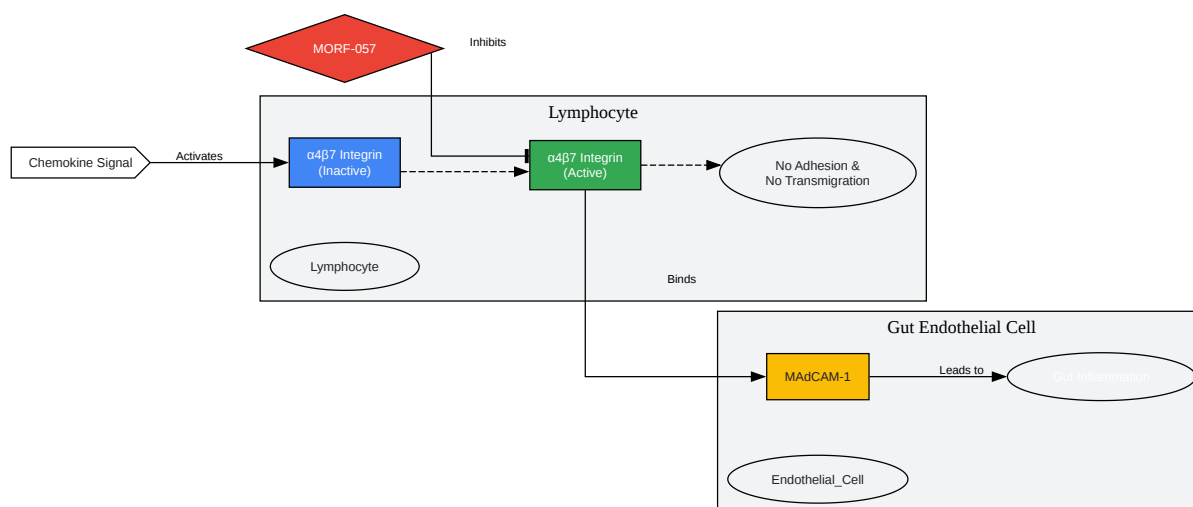 MORF-057
Inhibits
Lymphocyte
Chemokine Signal
Activates
α4β7 Integrin
(Inactive)
α4β7 Integrin
(Active)
No Adhesion &
No Transmigration
Lymphocyte
Binds
Gut Endothelial Cell
MAdCAM-1
Leads to
Gut Inflammation
Endothelial_Cell